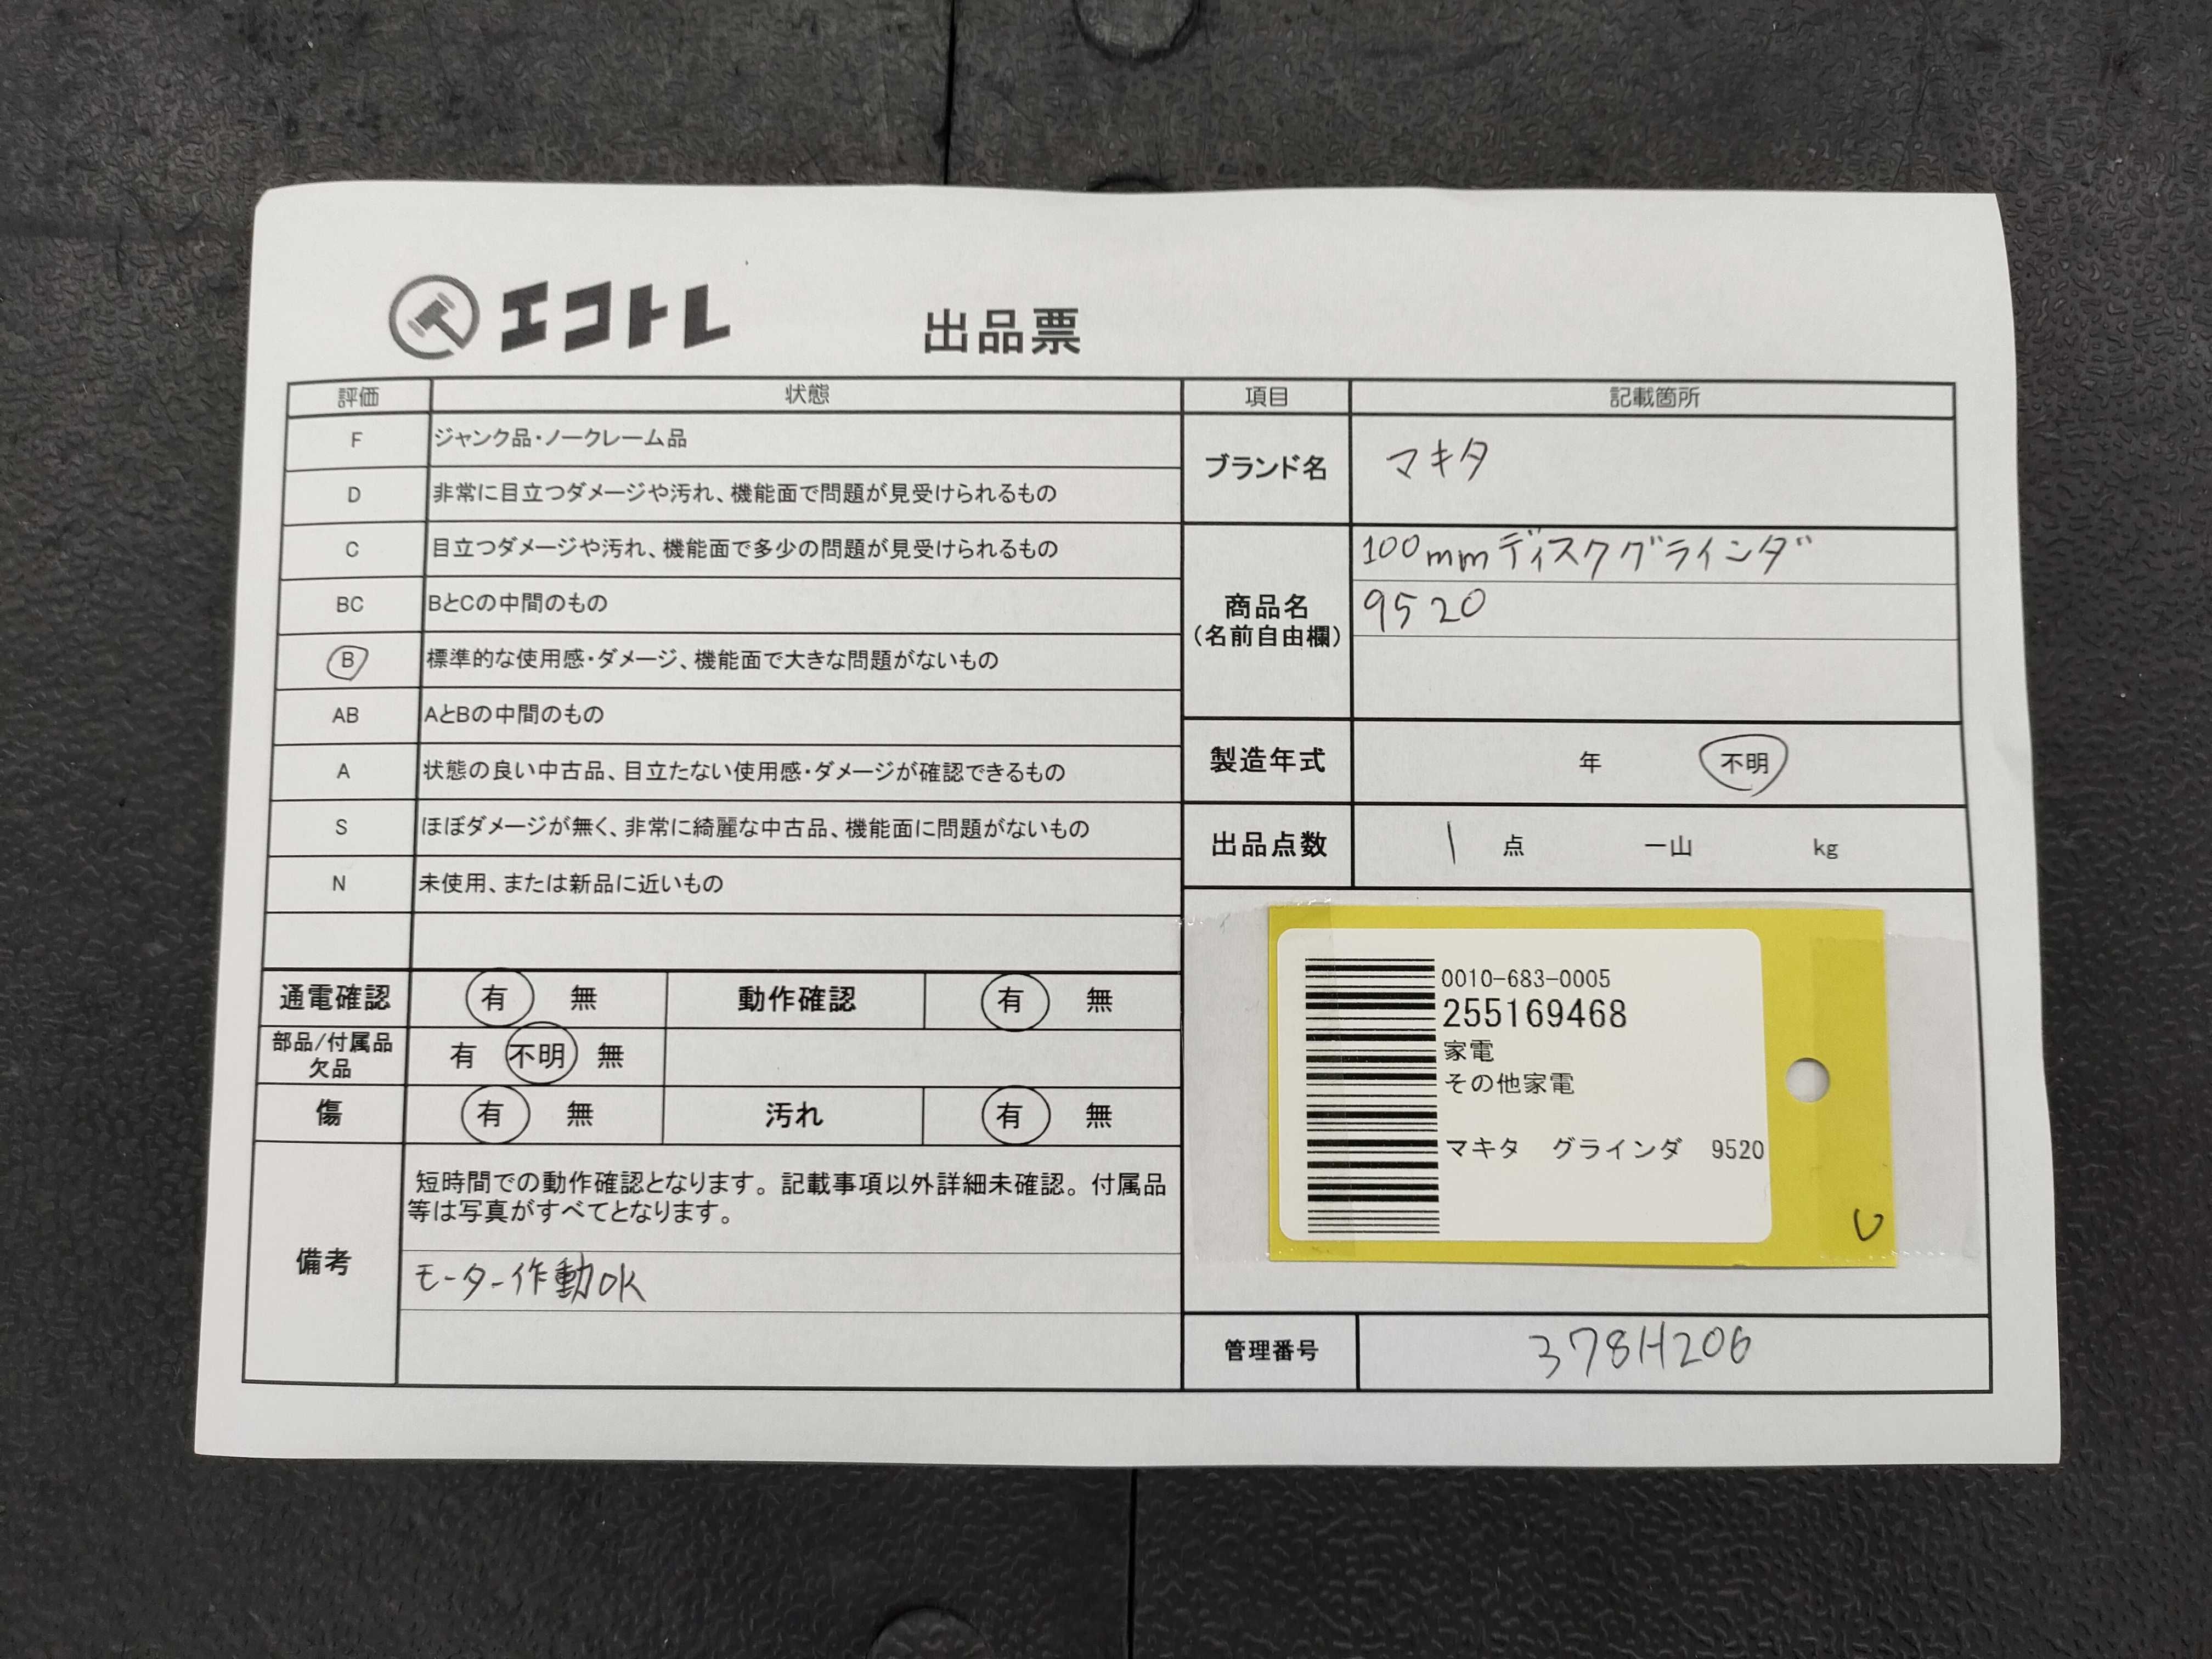 エコトレ
出品票
評価 状態
F ジャンク品・ノークレーム品
D 非常に目立つダメージや汚れ、機能面で問題が見受けられるもの
C 目立つダメージや汚れ、機能面で多少の問題が見受けられるもの
BC BとCの中間のもの
B 標準的な使用感・ダメージ、機能面で大きな問題がないもの
AB AとBの中間のもの
A 状態の良い中古品、目立たない使用感・ダメージが確認できるもの
S ほぼダメージが無く、非常に綺麗な中古品、機能面に問題がないもの
N 未使用、または新品に近いもの
通電確認 有 無 動作確認 有 無
部品/付属品
欠品 有 不明 無
傷 有 無 汚れ 有 無
備考
短時間での動作確認となります。記載事項以外詳細未確認。付属品
等は写真がすべてとなります。
モーター作動OK
項目 記載箇所
ブランド名 マキタ
商品名
(名前自由欄)
100mmディスクグラインダ
9520
製造年式 年 不明
出品点数 1 点 一山 kg
0010-683-0005
255169468
家電
その他家電
マキタ グラインダ 9520
管理番号 378H206